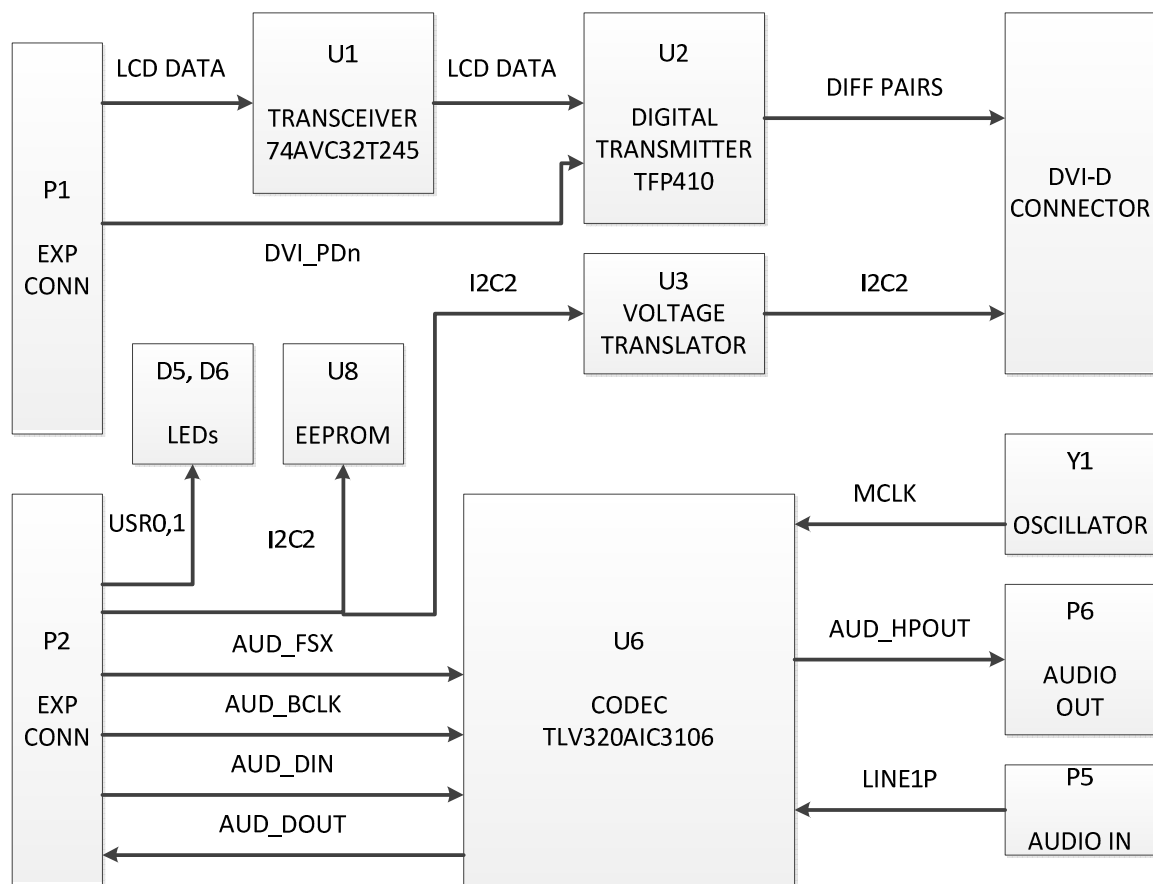 LCD DATA
U1
TRANSCEIVER
74AVC32T245
LCD DATA
U2
DIGITAL
TRANSMITTER
TFP410
DIFF PAIRS
DVI-D
CONNECTOR
P1
EXP
CONN
DVI_PDn
I2C2
U3
VOLTAGE
TRANSLATOR
I2C2
D5, D6
LEDs
U8
EEPROM
USR0,1
I2C2
MCLK
Y1
OSCILLATOR
P2
EXP
CONN
AUD_FSX
AUD_BCLK
AUD_DIN
AUD_DOUT
U6
CODEC
TLV320AIC3106
AUD_HPOUT
P6
AUDIO
OUT
LINE1P
P5
AUDIO IN